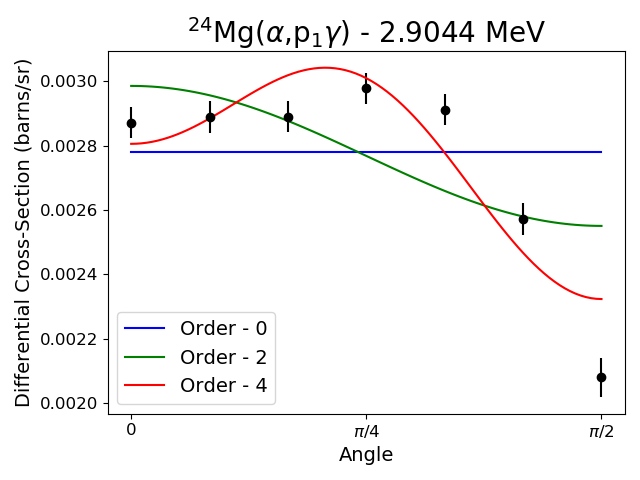 ²⁴Mg(α,p₁γ) - 2.9044 MeV
Differential Cross-Section (barns/sr)
0.0030
0.0028
0.0026
0.0024
0.0022
0.0020
Order - 0
Order - 2
Order - 4
0
π/4
π/2
Angle